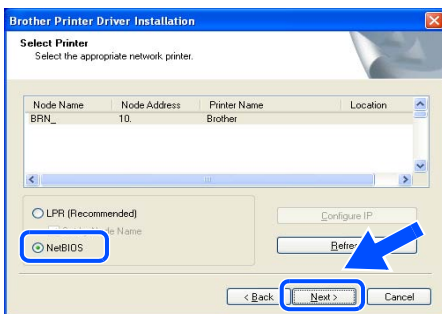 Brother Printer Driver Installation
Select Printer
Select the appropriate network printer.
Node Name Node Address Printer Name Location
BRN_ 10. Brother
LPR (Recommended)
Node Name
NetBIOS
Configure IP
< Back Next > Cancel